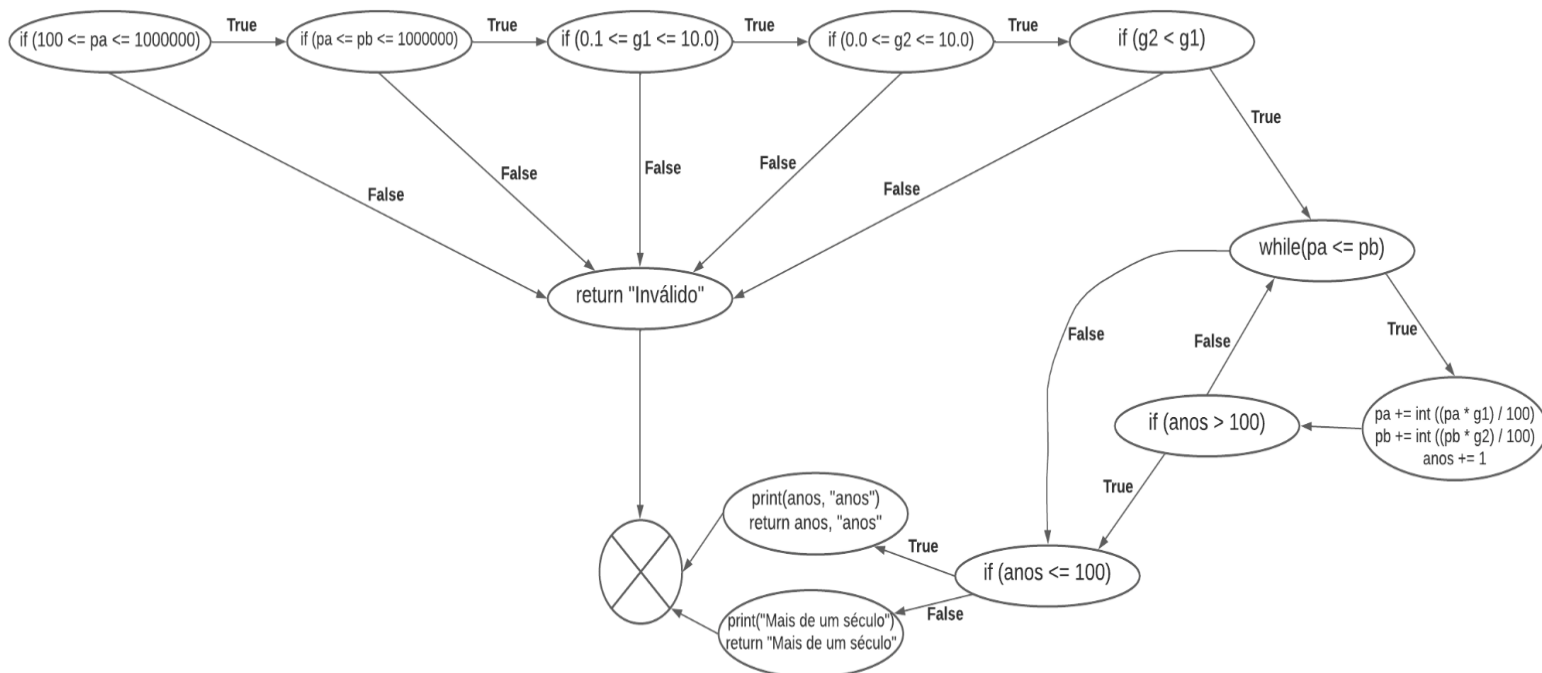 if (100 <= pa <= 1000000)
True
if (pa <= pb <= 1000000)
True
if (0.1 <= g1 <= 10.0)
True
if (0.0 <= g2 <= 10.0)
True
if (g2 < g1)
True
False
False
False
False
False
return "Inválido"
while(pa <= pb)
False
False
True
if (anos > 100)
pa += int ((pa * g1) / 100)
pb += int ((pb * g2) / 100)
anos += 1
True
print(anos, "anos")
return anos, "anos"
True
if (anos <= 100)
False
print("Mais de um século")
return "Mais de um século"